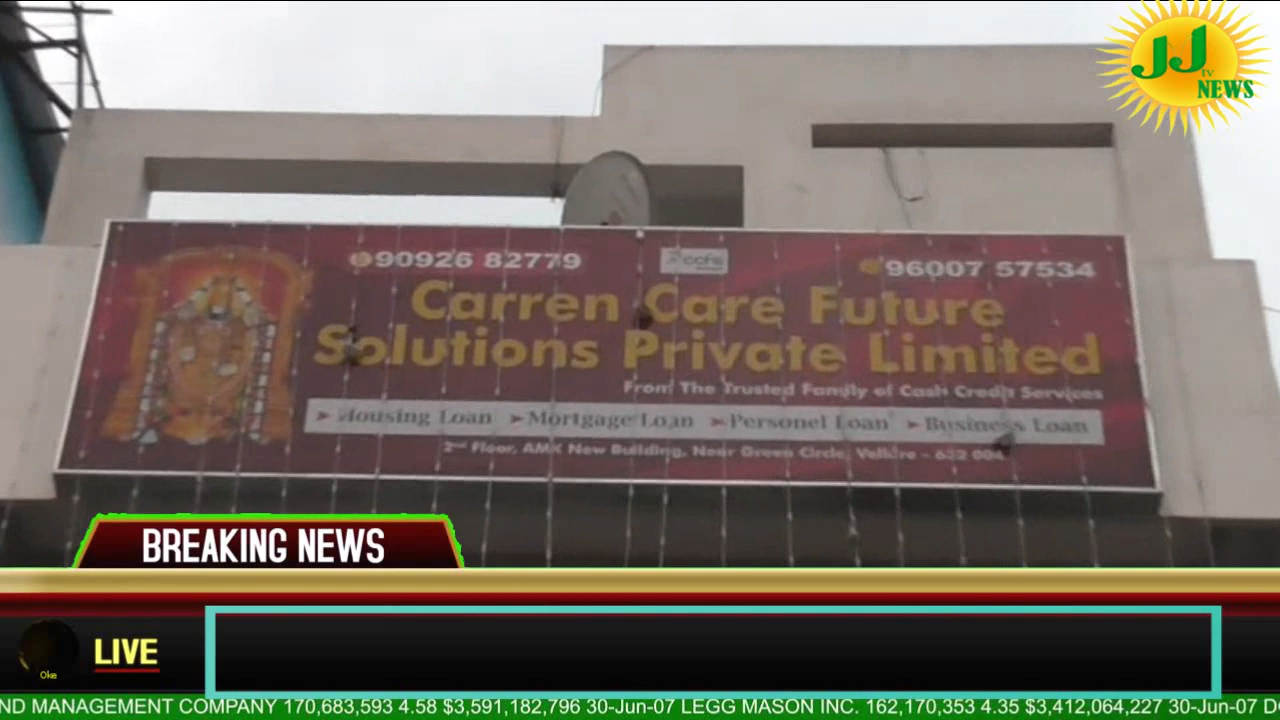 JJ
TV
NEWS
90926 82779
ccfs
96007 57534
Carren Care Future
Solutions Private Limited
From The Trusted Family of Cash Credit Services
➤ Housing Loan ➤ Mortgage Loan ➤ Personel Loan ➤ Business Loan
2nd Floor, AMK New Building, Near Green Circle, Vellore - 632 004
BREAKING NEWS
LIVE
Oke
ND MANAGEMENT COMPANY 170,683,593 4.58 $3,591,182,796 30-Jun-07 LEGG MASON INC. 162,170,353 4.35 $3,412,064,227 30-Jun-07